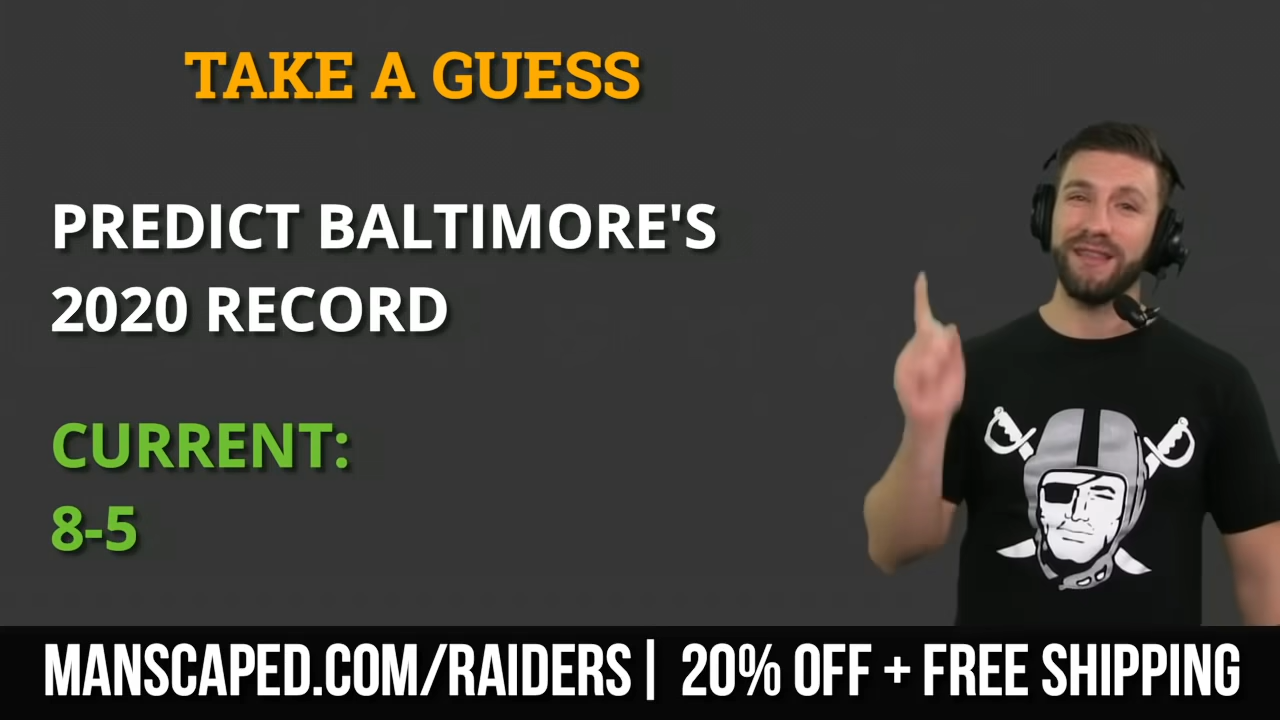 TAKE A GUESS
PREDICT BALTIMORE'S
2020 RECORD
CURRENT:
8-5
MANSCAPED.COM/RAIDERS | 20% OFF + FREE SHIPPING